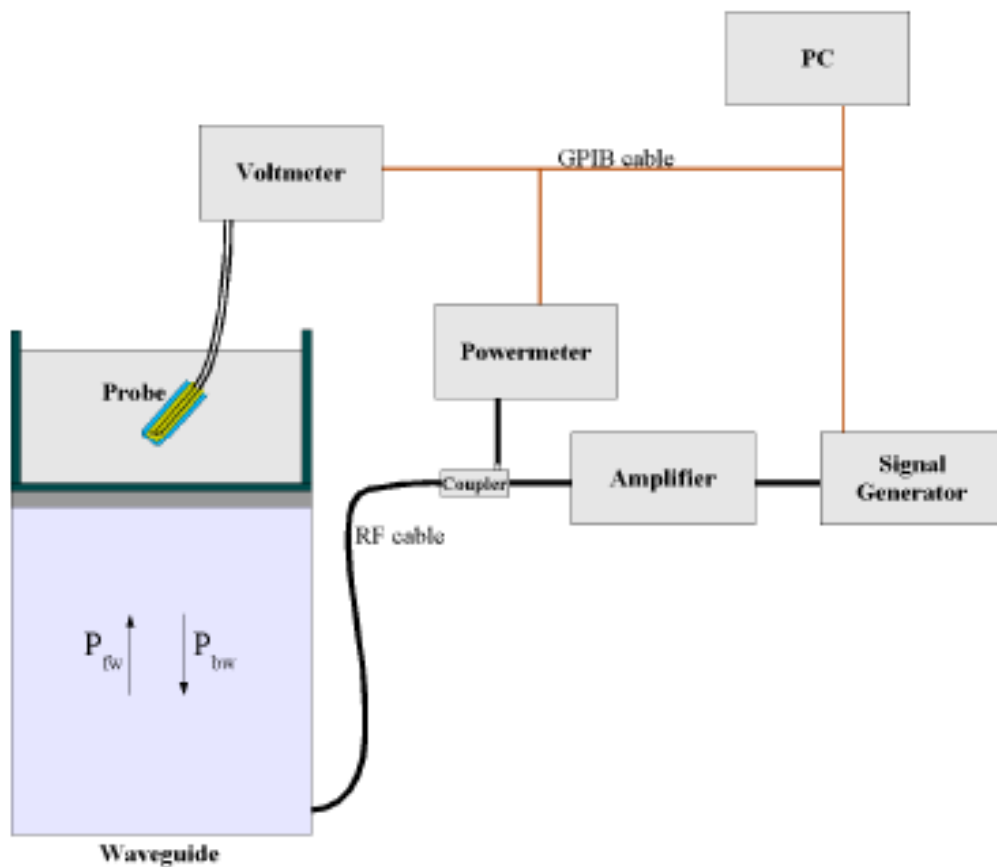 PC
Voltmeter
GPIB cable
Powermeter
Probe
Coupler
Amplifier
Signal
Generator
RF cable
P fw
P bw
Waveguide